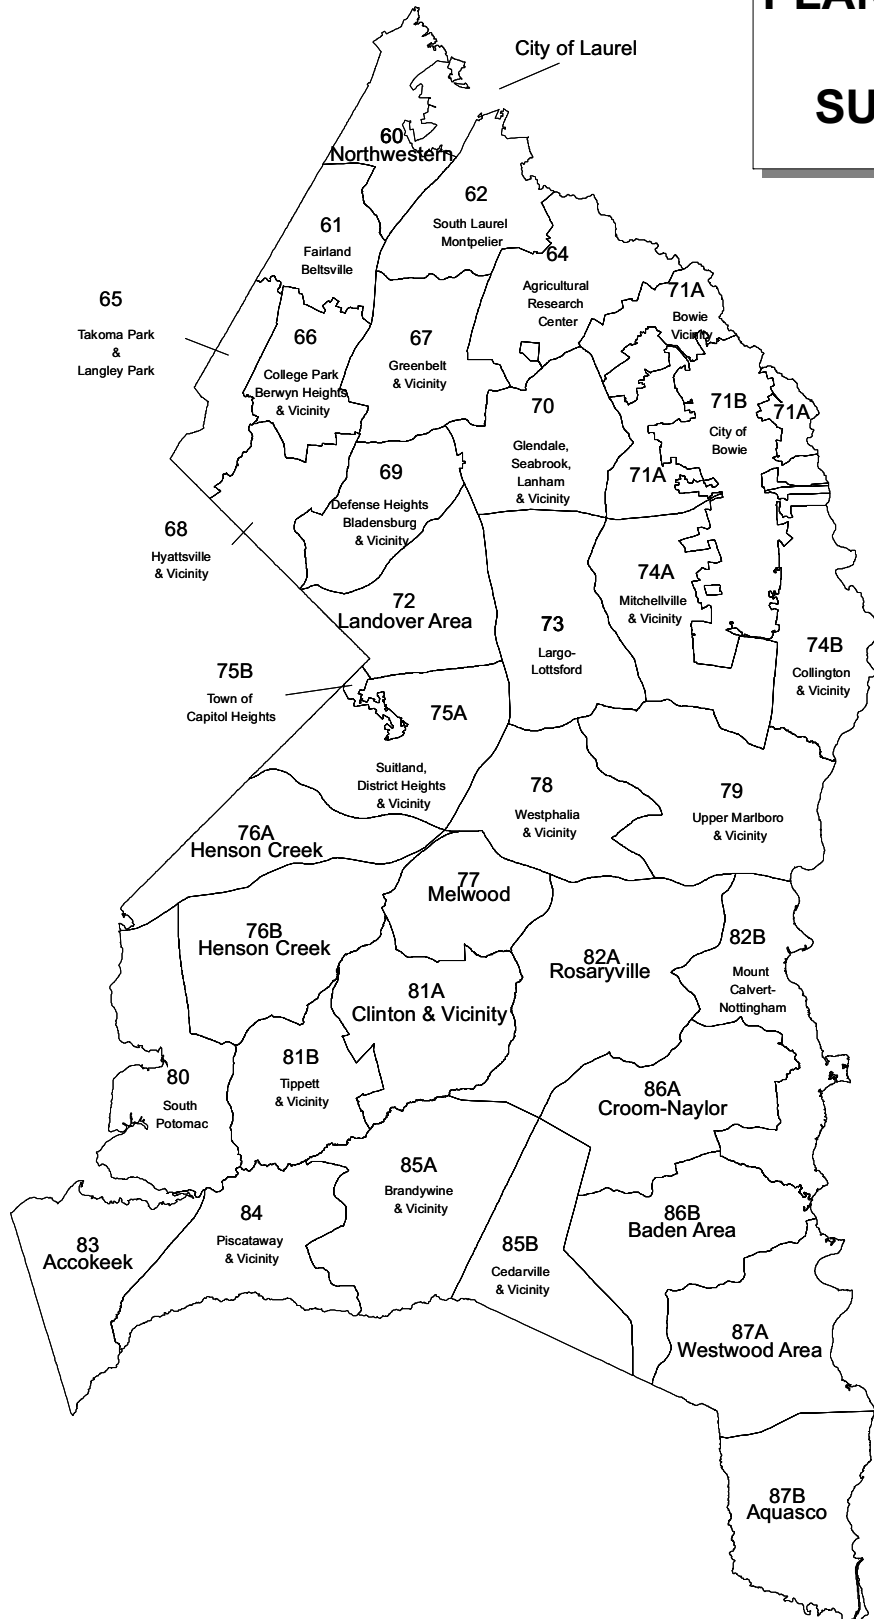 SU
City of Laurel
60
Northwestern
62
South Laurel
Montpelier
61
Fairland
Beltsville
64
Agricultural
Research
Center
71A
Bowie
Vicinity
65
Takoma Park
&
Langley Park
66
College Park
Berwyn Heights
& Vicinity
67
Greenbelt
& Vicinity
70
Glendale,
Seabrook,
Lanham
& Vicinity
71B
City of
Bowie
71A
71A
69
Defense Heights
Bladensburg
& Vicinity
68
Hyattsville
& Vicinity
72
Landover Area
73
Largo-
Lottsford
74A
Mitchellville
& Vicinity
74B
Collington
& Vicinity
75B
Town of
Capitol Heights
75A
Suitland,
District Heights
& Vicinity
78
Westphalia
& Vicinity
79
Upper Marlboro
& Vicinity
76A
Henson Creek
77
Melwood
76B
Henson Creek
82A
Rosaryville
82B
Mount
Calvert-
Nottingham
81A
Clinton & Vicinity
81B
Tippett
& Vicinity
80
South
Potomac
86A
Croom-Naylor
85A
Brandywine
& Vicinity
84
Piscataway
& Vicinity
83
Accokeek
85B
Cedarville
& Vicinity
86B
Baden Area
87A
Westwood Area
87B
Aquasco